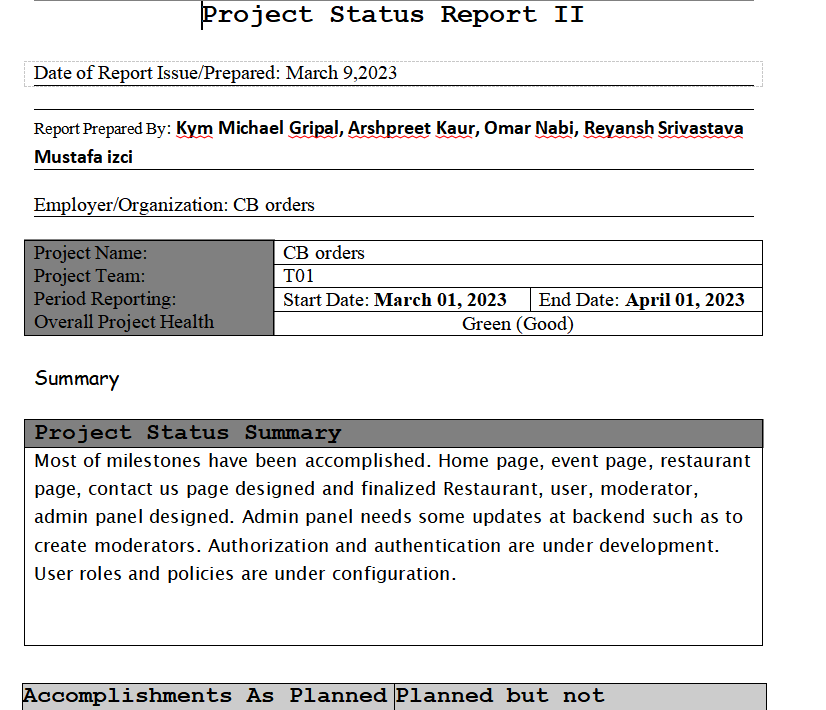 Project Status Report II
Date of Report Issue/Prepared: March 9,2023
Report Prepared By: Kym Michael Gripal, Arshpreet Kaur, Omar Nabi, Reyansh Srivastava
Mustafa izci
Employer/Organization: CB orders
Project Name: CB orders
Project Team: T01
Period Reporting: Start Date: March 01, 2023 End Date: April 01, 2023
Overall Project Health Green (Good)
Summary
Project Status Summary
Most of milestones have been accomplished. Home page, event page, restaurant
page, contact us page designed and finalized Restaurant, user, moderator,
admin panel designed. Admin panel needs some updates at backend such as to
create moderators. Authorization and authentication are under development.
User roles and policies are under configuration.
Accomplishments As Planned Planned but not